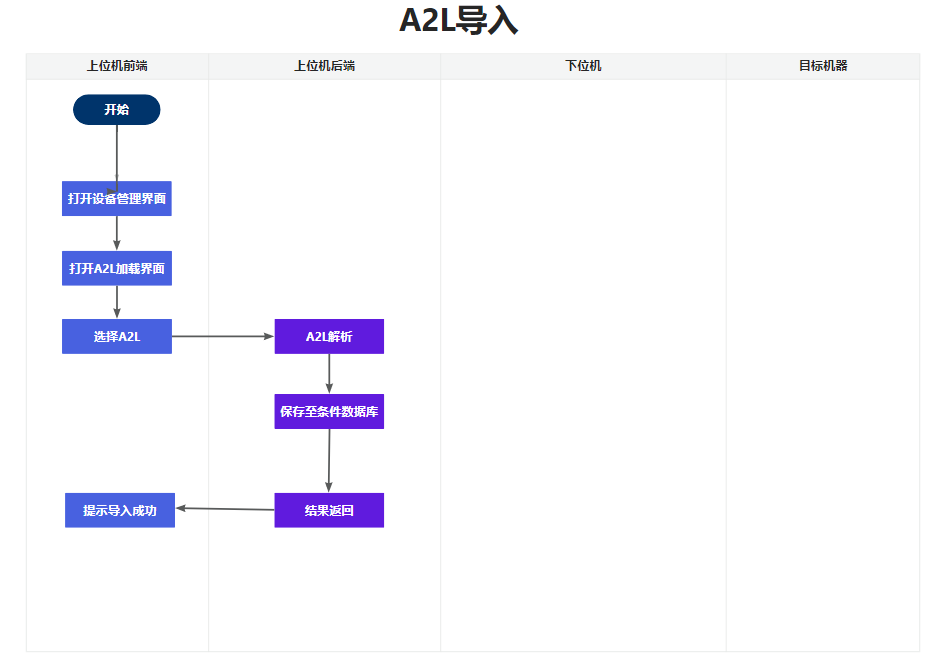 A2L导入
上位机前端
上位机后端
下位机
目标机器
开始
打开设备管理界面
打开A2L加载界面
选择A2L
A2L解析
保存至条件数据库
提示导入成功
结果返回